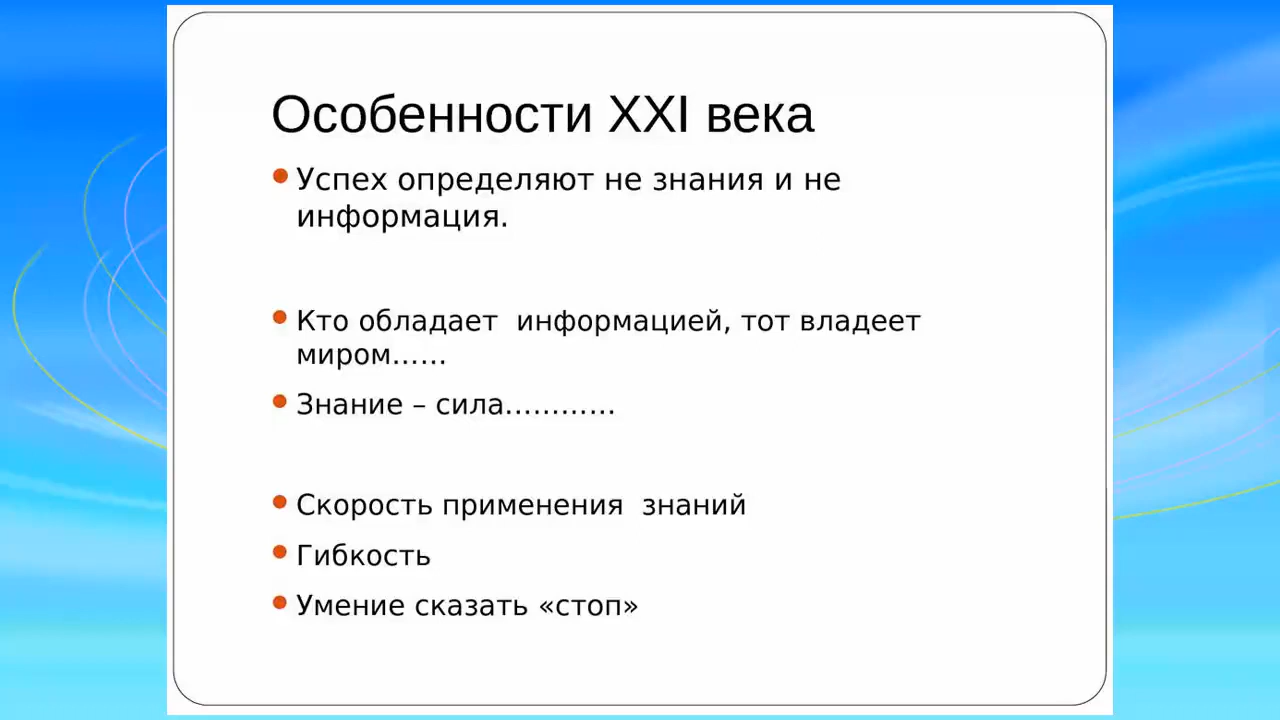 Особенности XXI века
Успех определяют не знания и не
информация.
Кто обладает  информацией, тот владеет
миром……
Знание – сила…………
Скорость применения  знаний
Гибкость
Умение сказать «стоп»